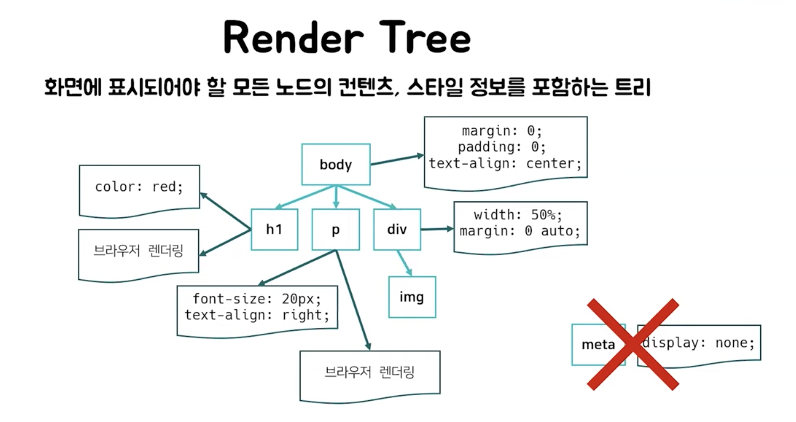 Render Tree
화면에 표시되어야 할 모든 노드의 컨텐츠, 스타일 정보를 포함하는 트리
body
margin: 0;
padding: 0;
text-align: center;
color: red;
h1
p
div
width: 50%;
margin: 0 auto;
브라우저 렌더링
img
font-size: 20px;
text-align: right;
meta
display: none;
브라우저 렌더링